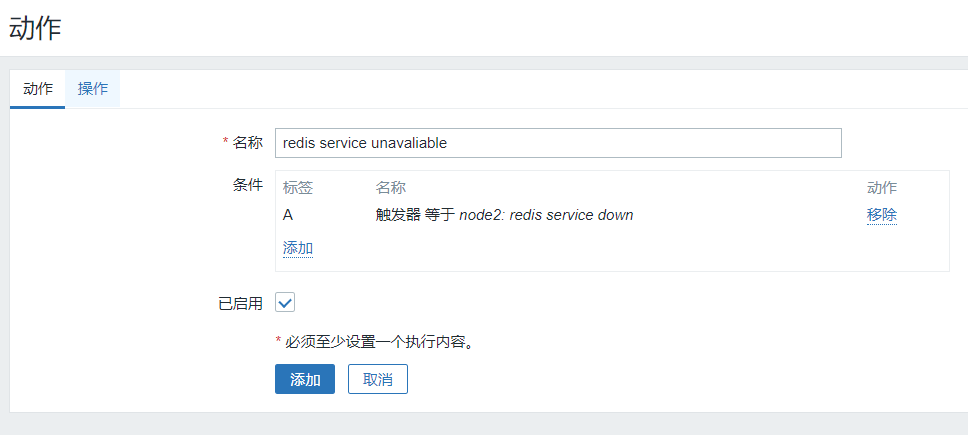 动作
动作 操作
* 名称 redis service unavaliable
条件 标签 名称 动作
A 触发器 等于 node2: redis service down 移除
添加
已启用
* 必须至少设置一个执行内容。
添加 取消